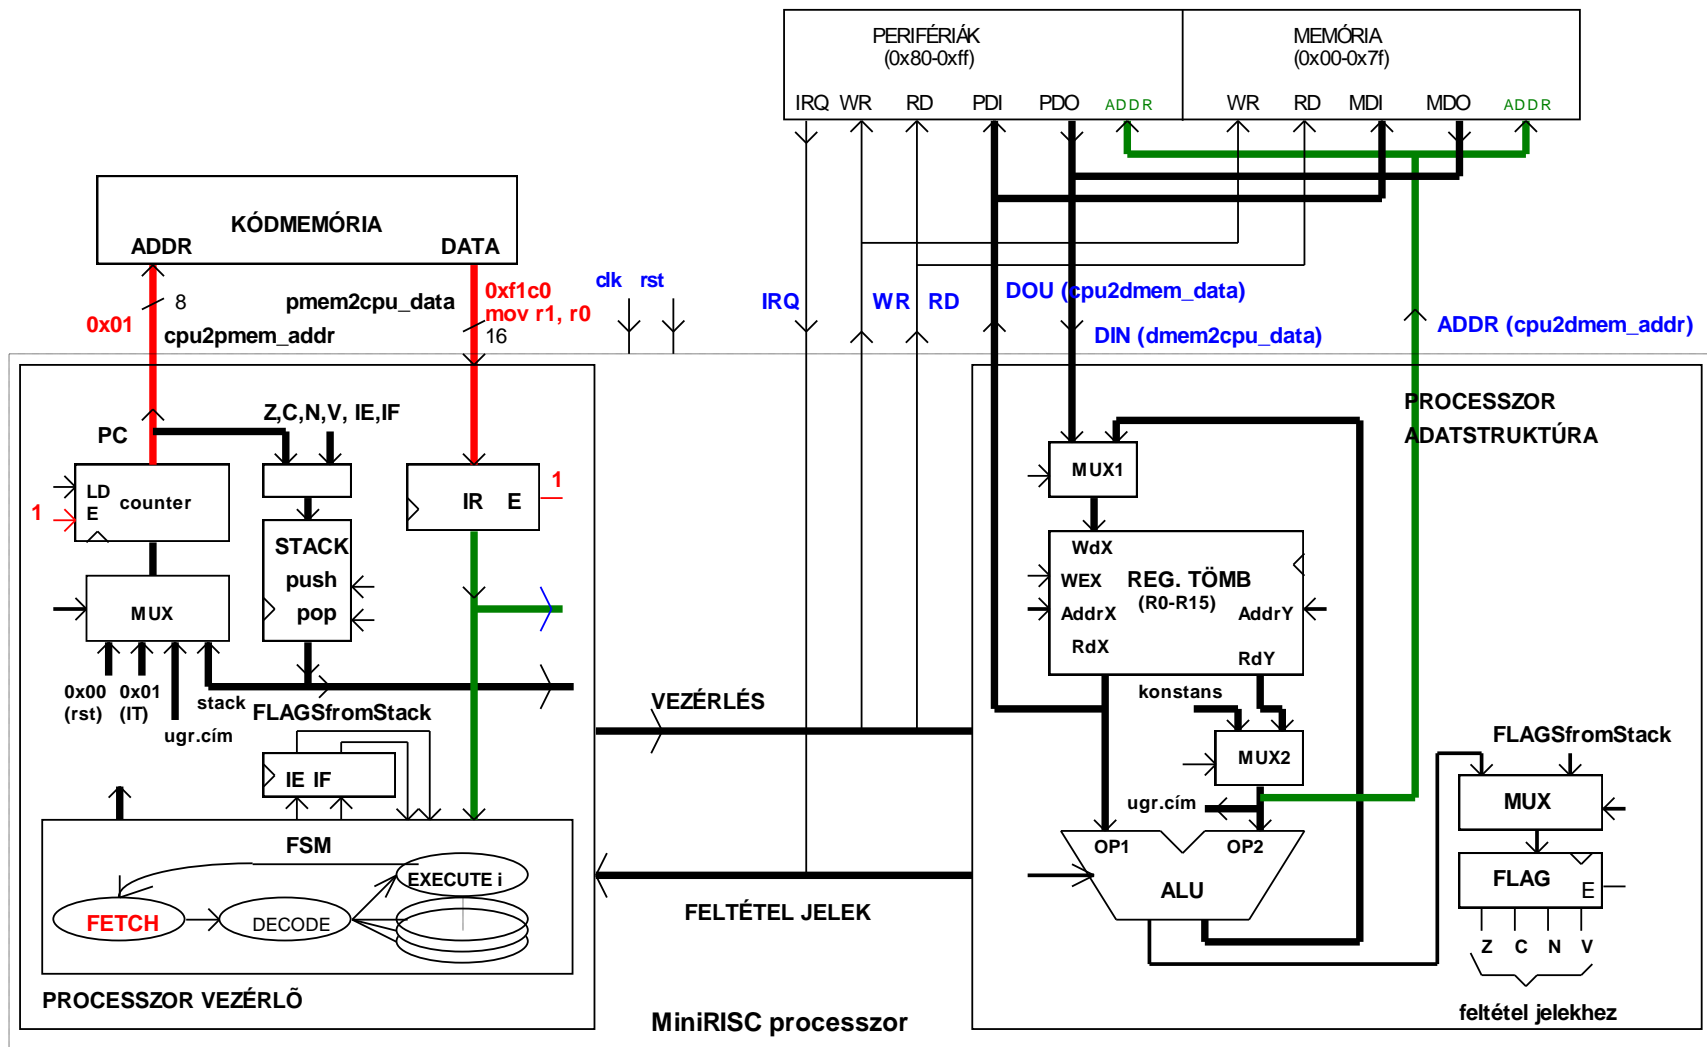 PERIFÉRIÁK
(0x80-0xff)
MEMÓRIA
(0x00-0x7f)
IRQ WR RD PDI PDO ADDR
WR RD MDI MDO ADDR
KÓDMEMÓRIA
ADDR DATA
0x01
8
cpu2pmem_addr
pmem2cpu_data
0xf1c0
mov r1, r0
16
clk rst
IRQ
WR RD
DOU (cpu2dmem_data)
DIN (dmem2cpu_data)
ADDR (cpu2dmem_addr)
PROCESSZOR
ADATSTRUKTÚRA
PC
Z,C,N,V, IE,IF
LD
E
counter
1
IR E
1
STACK
push
pop
MUX
0x00
(rst)
0x01
(IT)
ugr.cím
stack
FLAGSfromStack
IE IF
FSM
FETCH
DECODE
EXECUTE i
PROCESSZOR VEZÉRLÕ
VEZÉRLÉS
FELTÉTEL JELEK
MiniRISC processzor
MUX1
WdX
WEX
REG. TÖMB
(R0-R15)
AddrX
AddrY
RdX
RdY
konstans
MUX2
ugr.cím
OP1 OP2
ALU
FLAGSfromStack
MUX
FLAG
E
Z C N V
feltétel jelekhez